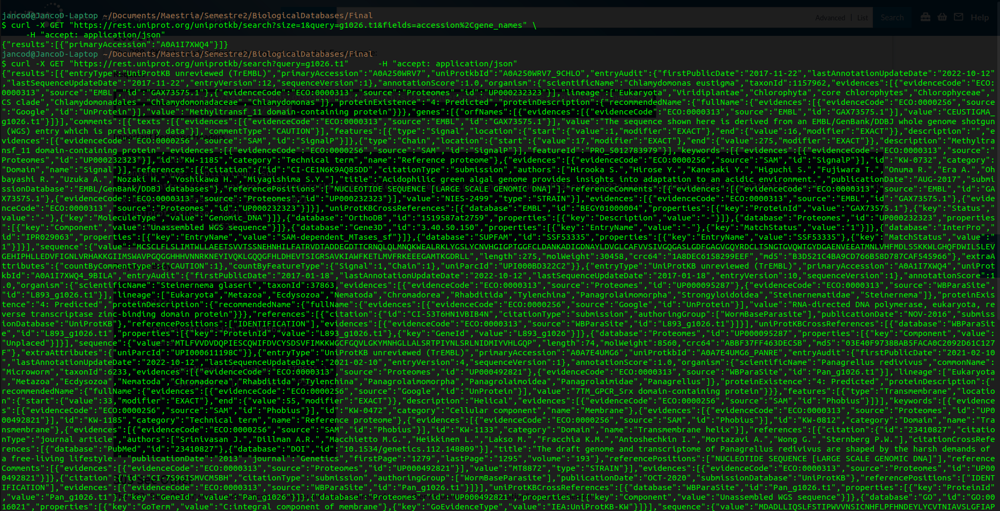 jancod@JancoD-Laptop ~/Documents/Maestria/Semestre2/BiologicalDatabases/Final
Advanced | List Search Help
$ curl -X GET "https://rest.uniprot.org/uniprotkb/search?size=1&query=g1026.t1&fields=accession%2Cgene_names" \
-H "accept: application/json"
{"results":[{"primaryAccession":"A0A1I7XWQ4"}]}
jancod@JancoD-Laptop ~/Documents/Maestria/Semestre2/BiologicalDatabases/Final
$ curl -X GET "https://rest.uniprot.org/uniprotkb/search?query=g1026.t1" -H "accept: application/json"
{"results":[{"entryType":"UniProtKB unreviewed (TrEMBL)","primaryAccession":"A0A250WRV7","uniProtkbId":"A0A250WRV7_9CHLO","entryAudit":{"firstPublicDate":"2017-11-22","lastAnnotationUpdateDate":"2022-10-12"
,"lastSequenceUpdateDate":"2017-11-22","entryVersion":12,"sequenceVersion":1},"annotationScore":1.0,"organism":{"scientificName":"Chlamydomonas eustigma","taxonId":1157962,"evidences":[{"evidenceCode":"ECO:
0000313","source":"EMBL","id":"GAX73575.1"},{"evidenceCode":"ECO:0000313","source":"Proteomes","id":"UP000232323"}],"lineage":["Eukaryota","Viridiplantae","Chlorophyta","core chlorophytes","Chlorophyceae","
CS clade","Chlamydomonadales","Chlamydomonadaceae","Chlamydomonas"]},"proteinExistence":"4: Predicted","proteinDescription":{"recommendedName":{"fullName":{"evidences":[{"evidenceCode":"ECO:0000256","source
":"Google","id":"UnProtein"}],"value":"Methyltransf_11 domain-containing protein"}}},"genes":[{"orfNames":[{"evidences":[{"evidenceCode":"ECO:0000313","source":"EMBL","id":"GAX73575.1"}],"value":"CEUSTIGMA_
g1026.t1"}]}],"comments":[{"texts":[{"evidences":[{"evidenceCode":"ECO:0000313","source":"EMBL","id":"GAX73575.1"}],"value":"The sequence shown here is derived from an EMBL/GenBank/DDBJ whole genome shotgun
(WGS) entry which is preliminary data"}],"commentType":"CAUTION"}],"features":[{"type":"Signal","location":{"start":{"value":1,"modifier":"EXACT"},"end":{"value":16,"modifier":"EXACT"}},"description":"","e
vidences":[{"evidenceCode":"ECO:0000256","source":"SAM","id":"SignalP"}]},{"type":"Chain","location":{"start":{"value":17,"modifier":"EXACT"},"end":{"value":275,"modifier":"EXACT"}},"description":"Methyltra
nsf_11 domain-containing protein","evidences":[{"evidenceCode":"ECO:0000256","source":"SAM","id":"SignalP"}],"featureId":"PRO_5012783979"}],"keywords":[{"evidences":[{"evidenceCode":"ECO:0000313","source":"
Proteomes","id":"UP000232323"}],"id":"KW-1185","category":"Technical term","name":"Reference proteome"},{"evidences":[{"evidenceCode":"ECO:0000256","source":"SAM","id":"SignalP"}],"id":"KW-0732","category":
"Domain","name":"Signal"}],"references":[{"citation":{"id":"CI-CE1N6K9AQ85DD","citationType":"submission","authors":["Hirooka S.","Hirose Y.","Kanesaki Y.","Higuchi S.","Fujiwara T.","Onuma R.","Era A.","Oh
bayashi R.","Uzuka A.","Nozaki H.","Yoshikawa H.","Miyagishima S.Y."],"title":"Acidophilic green algal genome provides insights into adaptation to an acidic environment.","publicationDate":"AUG-2017","submi
ssionDatabase":"EMBL/GenBank/DDBJ databases"},"referencePositions":["NUCLEOTIDE SEQUENCE [LARGE SCALE GENOMIC DNA]"],"referenceComments":[{"evidences":[{"evidenceCode":"ECO:0000313","source":"EMBL","id":"GA
X73575.1"},{"evidenceCode":"ECO:0000313","source":"Proteomes","id":"UP000232323"}],"value":"NIES-2499","type":"STRAIN"}],"evidences":[{"evidenceCode":"ECO:0000313","source":"EMBL","id":"GAX73575.1"},{"evide
nceCode":"ECO:0000313","source":"Proteomes","id":"UP000232323"}]}],"uniProtKBCrossReferences":[{"database":"EMBL","id":"BEGY01000004","properties":[{"key":"ProteinId","value":"GAX73575.1"},{"key":"Status","
value":"-"},{"key":"MoleculeType","value":"Genomic_DNA"}]},{"database":"OrthoDB","id":"1519587at2759","properties":[{"key":"Description","value":"-"}]},{"database":"Proteomes","id":"UP000232323","properties
":[{"key":"Component","value":"Unassembled WGS sequence"}]},{"database":"Gene3D","id":"3.40.50.150","properties":[{"key":"EntryName","value":"-"},{"key":"MatchStatus","value":"1"}]},{"database":"InterPro","
id":"IPR029063","properties":[{"key":"EntryName","value":"SAM-dependent_MTases_sf"}]},{"database":"SUPFAM","id":"SSF53335","properties":[{"key":"EntryName","value":"SSF53335"},{"key":"MatchStatus","value":"
1"}]}],"sequence":{"value":"MCSCLFLSLIMTWLLAEETSVVTSSNEHNHILFATRVDTADDEGDTTCRNQLQLMNQKWEALRKLYGSLYCNVHGIGPTGGFCLDANKADIGDNAYLDVGLCAFVVSIVGQGASLGDFGAGVGQYRDCLTSNGTGVQWTGYDGAENVEEATMNLVHFMDLSSKKWLGHQFDWILSLEV
GEHIPHLLEDVFIGNLVRHAKKGIIMSWAVPGQGGHHHVNNRKNEYIVQKLGQQGFHLDHEVTSIGRSAVKIAWFKETLMVFRKEEEGAMTKGDRLL","length":275,"molWeight":30458,"crc64":"1A8DEC6158299EEF","md5":"B3D521C4BA9CD766B58D787CAF545966"},"extraA
ttributes":{"countByCommentType":{"CAUTION":1},"countByFeatureType":{"Signal":1,"Chain":1},"uniParcId":"UPI000BD322C2"}},{"entryType":"UniProtKB unreviewed (TrEMBL)","primaryAccession":"A0A1I7XWQ4","uniProt
kbId":"A0A1I7XWQ4_9BILA","entryAudit":{"firstPublicDate":"2017-01-18","lastAnnotationUpdateDate":"2022-10-12","lastSequenceUpdateDate":"2017-01-18","entryVersion":10,"sequenceVersion":1},"annotationScore":1
.0,"organism":{"scientificName":"Steinernema glaseri","taxonId":37863,"evidences":[{"evidenceCode":"ECO:0000313","source":"Proteomes","id":"UP000095287"},{"evidenceCode":"ECO:0000313","source":"WBParaSite",
"id":"L893_g1026.t1"}],"lineage":["Eukaryota","Metazoa","Ecdysozoa","Nematoda","Chromadorea","Rhabditida","Tylenchina","Panagrolaimomorpha","Strongyloidoidea","Steinernematidae","Steinernema"]},"proteinExis
tence":"4: Predicted","proteinDescription":{"recommendedName":{"fullName":{"evidences":[{"evidenceCode":"ECO:0000256","source":"Google","id":"UnProtein"}],"value":"RNA-directed DNA polymerase, eukaryota, re
verse transcriptase zinc-binding domain protein"}}},"references":[{"citation":{"id":"CI-53T6HN1VBIB4N","citationType":"submission","authoringGroup":["WormBaseParasite"],"publicationDate":"NOV-2016","submiss
ionDatabase":"UniProtKB"},"referencePositions":["IDENTIFICATION"],"evidences":[{"evidenceCode":"ECO:0000313","source":"WBParaSite","id":"L893_g1026.t1"}]}],"uniProtKBCrossReferences":[{"database":"WBParaSit
e","id":"L893_g1026.t1","properties":[{"key":"ProteinId","value":"L893_g1026.t1"},{"key":"GeneId","value":"L893_g1026"}]},{"database":"Proteomes","id":"UP000095287","properties":[{"key":"Component","value":
"Unplaced"}]}],"sequence":{"value":"MTLFVVDVDQPIESCQWIFDVCYSDSVFIMKKWGCFGQVLGKYMNHGLLALSRTPIYNLSRLNIDMIYVHLGQP","length":74,"molWeight":8560,"crc64":"ABBF37FF463DEC5B","md5":"03E40F9738BAB5FACA0C2092D61C127
F"},"extraAttributes":{"uniParcId":"UPI000611198C"}},{"entryType":"UniProtKB unreviewed (TrEMBL)","primaryAccession":"A0A7E4UMG6","uniProtkbId":"A0A7E4UMG6_PANRE","entryAudit":{"firstPublicDate":"2021-02-10
","lastAnnotationUpdateDate":"2022-10-12","lastSequenceUpdateDate":"2021-02-10","entryVersion":4,"sequenceVersion":1},"annotationScore":1.0,"organism":{"scientificName":"Panagrellus redivivus","commonName":
"Microworm","taxonId":6233,"evidences":[{"evidenceCode":"ECO:0000313","source":"Proteomes","id":"UP000492821"},{"evidenceCode":"ECO:0000313","source":"WBParaSite","id":"Pan_g1026.t1"}],"lineage":["Eukaryota
","Metazoa","Ecdysozoa","Nematoda","Chromadorea","Rhabditida","Tylenchina","Panagrolaimomorpha","Panagrolaimoidea","Panagrolaimidae","Panagrellus"]},"proteinExistence":"4: Predicted","proteinDescription":{"
recommendedName":{"fullName":{"evidences":[{"evidenceCode":"ECO:0000256","source":"Google","id":"UnProtein"}],"value":"7TM_GPCR_Srx domain-containing protein"}}},"features":[{"type":"Transmembrane","locatio
n":{"start":{"value":33,"modifier":"EXACT"},"end":{"value":55,"modifier":"EXACT"}},"description":"Helical","evidences":[{"evidenceCode":"ECO:0000256","source":"SAM","id":"Phobius"}]}],"keywords":[{"evidence
s":[{"evidenceCode":"ECO:0000256","source":"SAM","id":"Phobius"}],"id":"KW-0472","category":"Cellular component","name":"Membrane"},{"evidences":[{"evidenceCode":"ECO:0000313","source":"Proteomes","id":"UP0
00492821"}],"id":"KW-1185","category":"Technical term","name":"Reference proteome"},{"evidences":[{"evidenceCode":"ECO:0000256","source":"SAM","id":"Phobius"}],"id":"KW-0812","category":"Domain","name":"Tra
nsmembrane"},{"evidences":[{"evidenceCode":"ECO:0000256","source":"SAM","id":"Phobius"}],"id":"KW-1133","category":"Domain","name":"Transmembrane helix"}],"references":[{"citation":{"id":"23410827","citatio
nType":"journal article","authors":["Srinivasan J.","Dillman A.R.","Macchietto M.G.","Heikkinen L.","Lakso M.","Fracchia K.M.","Antoshechkin I.","Mortazavi A.","Wong G.","Sternberg P.W."],"citationCrossRefe
rences":[{"database":"PubMed","id":"23410827"},{"database":"DOI","id":"10.1534/genetics.112.148809"}],"title":"The draft genome and transcriptome of Panagrellus redivivus are shaped by the harsh demands of
a free-living lifestyle.","publicationDate":"2013","journal":"Genetics","firstPage":"1279","lastPage":"1295","volume":"193"},"referencePositions":["NUCLEOTIDE SEQUENCE [LARGE SCALE GENOMIC DNA]"],"reference
Comments":[{"evidences":[{"evidenceCode":"ECO:0000313","source":"Proteomes","id":"UP000492821"}],"value":"MT8872","type":"STRAIN"}],"evidences":[{"evidenceCode":"ECO:0000313","source":"Proteomes","id":"UP00
0492821"}]},{"citation":{"id":"CI-7S96ISMVCM5BH","citationType":"submission","authoringGroup":["WormBaseParasite"],"publicationDate":"OCT-2020","submissionDatabase":"UniProtKB"},"referencePositions":["IDENT
IFICATION"],"evidences":[{"evidenceCode":"ECO:0000313","source":"WBParaSite","id":"Pan_g1026.t1"}]}],"uniProtKBCrossReferences":[{"database":"WBParaSite","id":"Pan_g1026.t1","properties":[{"key":"ProteinId"
,"value":"Pan_g1026.t1"},{"key":"GeneId","value":"Pan_g1026"}]},{"database":"Proteomes","id":"UP000492821","properties":[{"key":"Component","value":"Unassembled WGS sequence"}]},{"database":"GO","id":"GO:00
16021","properties":[{"key":"GoTerm","value":"C:integral component of membrane"},{"key":"GoEvidenceType","value":"IEA:UniProtKB-KW"}]}],"sequence":{"value":"MDADLLIQSLFSTIPWVVNSICNHFLPFHNDEYLYCVTNIAVSLGFIAP